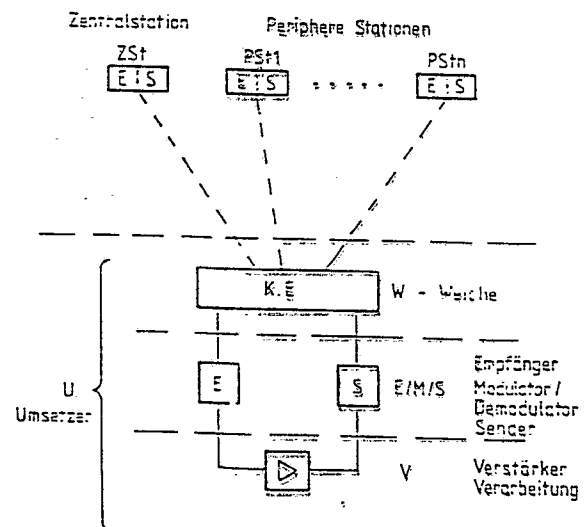 Zentralstation
Periphere Stationen
ZSt
PSt1
PStn
E S
E S
E S
K.E
W - Weiche
E
S
E/M/S
Empfänger
Modulator/
Demodulator
Sender
U.
Umsetzer
V
Verstärker
Verarbeitung